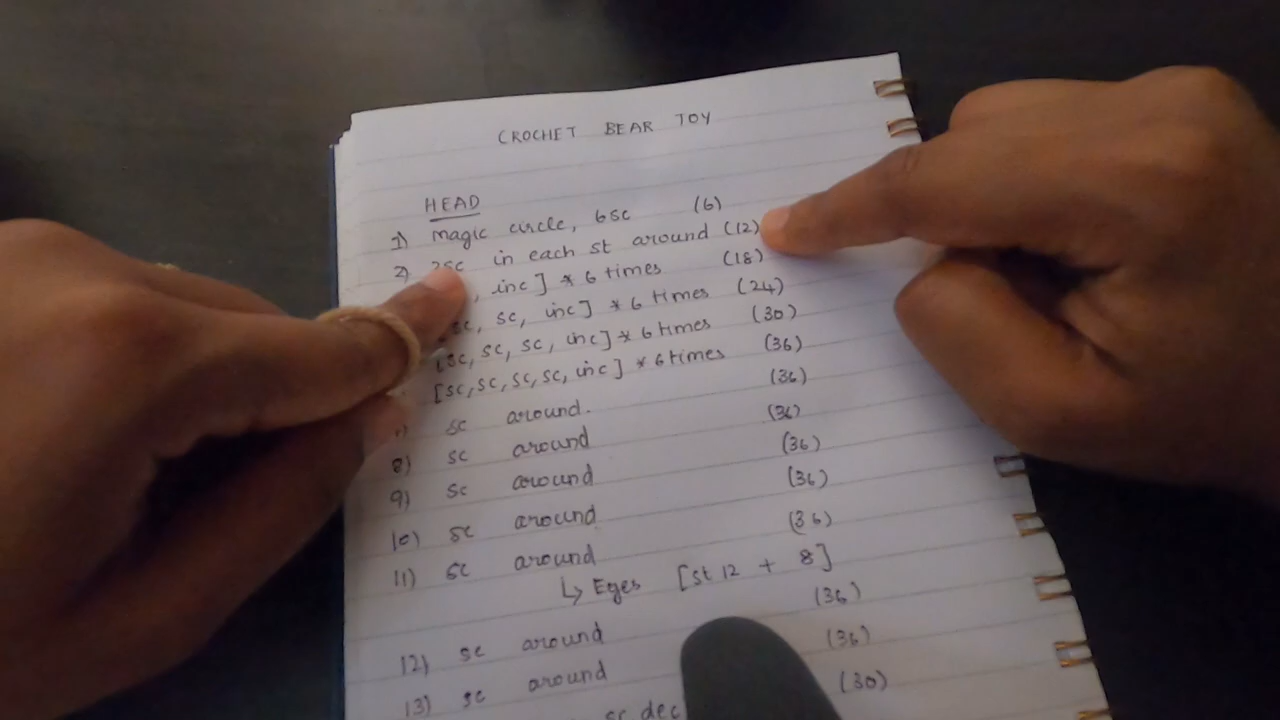 CROCHET BEAR TOY
HEAD
1) magic circle, 6sc (6)
2) 2sc in each st around (12)
, inc] * 6 times (18)
sc, sc, inc] * 6 times (24)
[sc, sc, sc, inc] * 6 times (30)
[sc, sc, sc, sc, inc] * 6 times (36)
sc around. (36)
8) sc around (36)
9) sc around (36)
10) sc around (36)
11) sc around (36)
↳ Eyes [st 12 + 8]
12) sc around (36)
13) sc around (36)
sc dec (30)